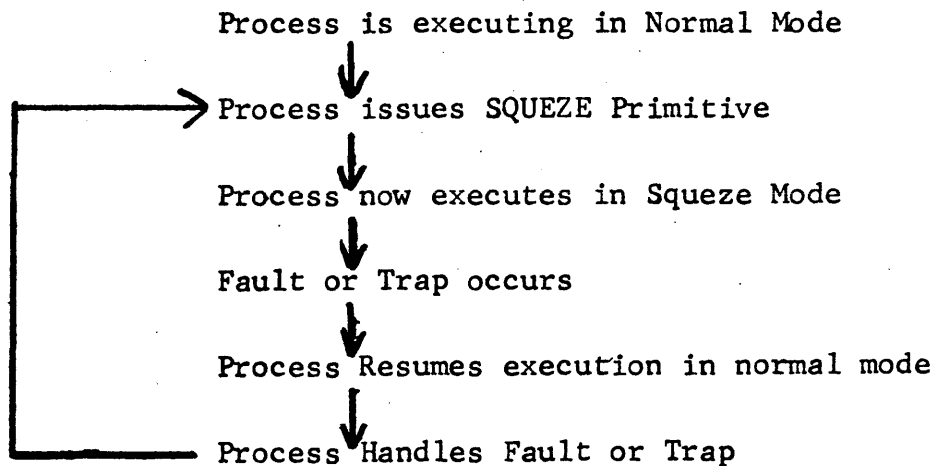 Process is executing in Normal Mode
Process issues SQUEZE Primitive
Process now executes in Squeze Mode
Fault or Trap occurs
Process Resumes execution in normal mode
Process Handles Fault or Trap